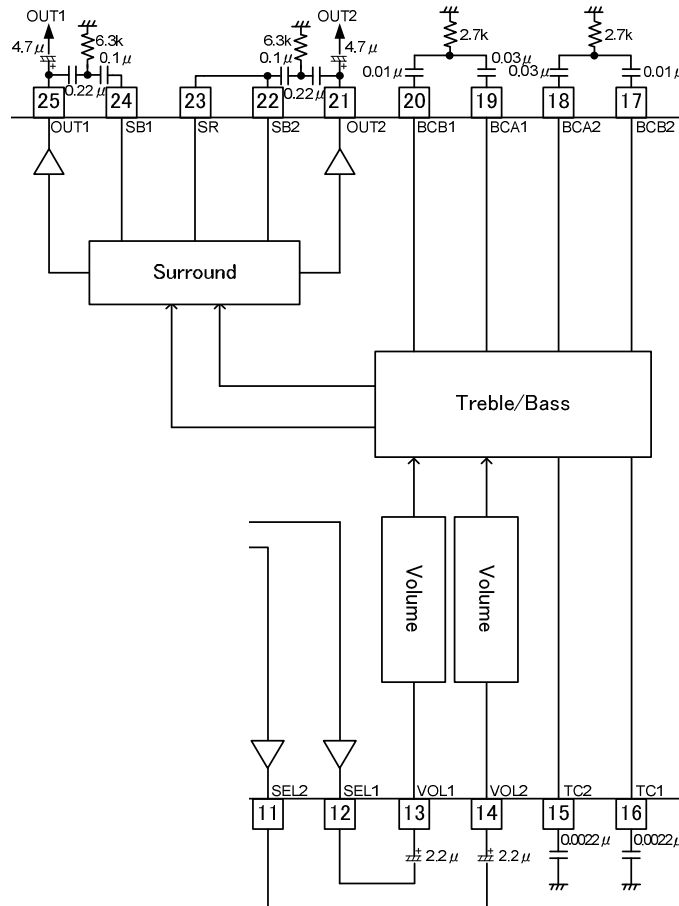 OUT1 OUT2
4.7μ 6.3k 0.1μ 6.3k 0.1μ 4.7μ 2.7k 2.7k
0.22μ 0.22μ 0.01μ 0.03μ 0.03μ 0.01μ
25 24 23 22 21 20 19 18 17
OUT1 SB1 SR SB2 OUT2 BCB1 BCA1 BCA2 BCB2
Surround
Treble/Bass
Volume Volume
SEL2 SEL1 VOL1 VOL2 TC2 TC1
11 12 13 14 15 16
2.2μ 2.2μ 0.0022μ 0.0022μ